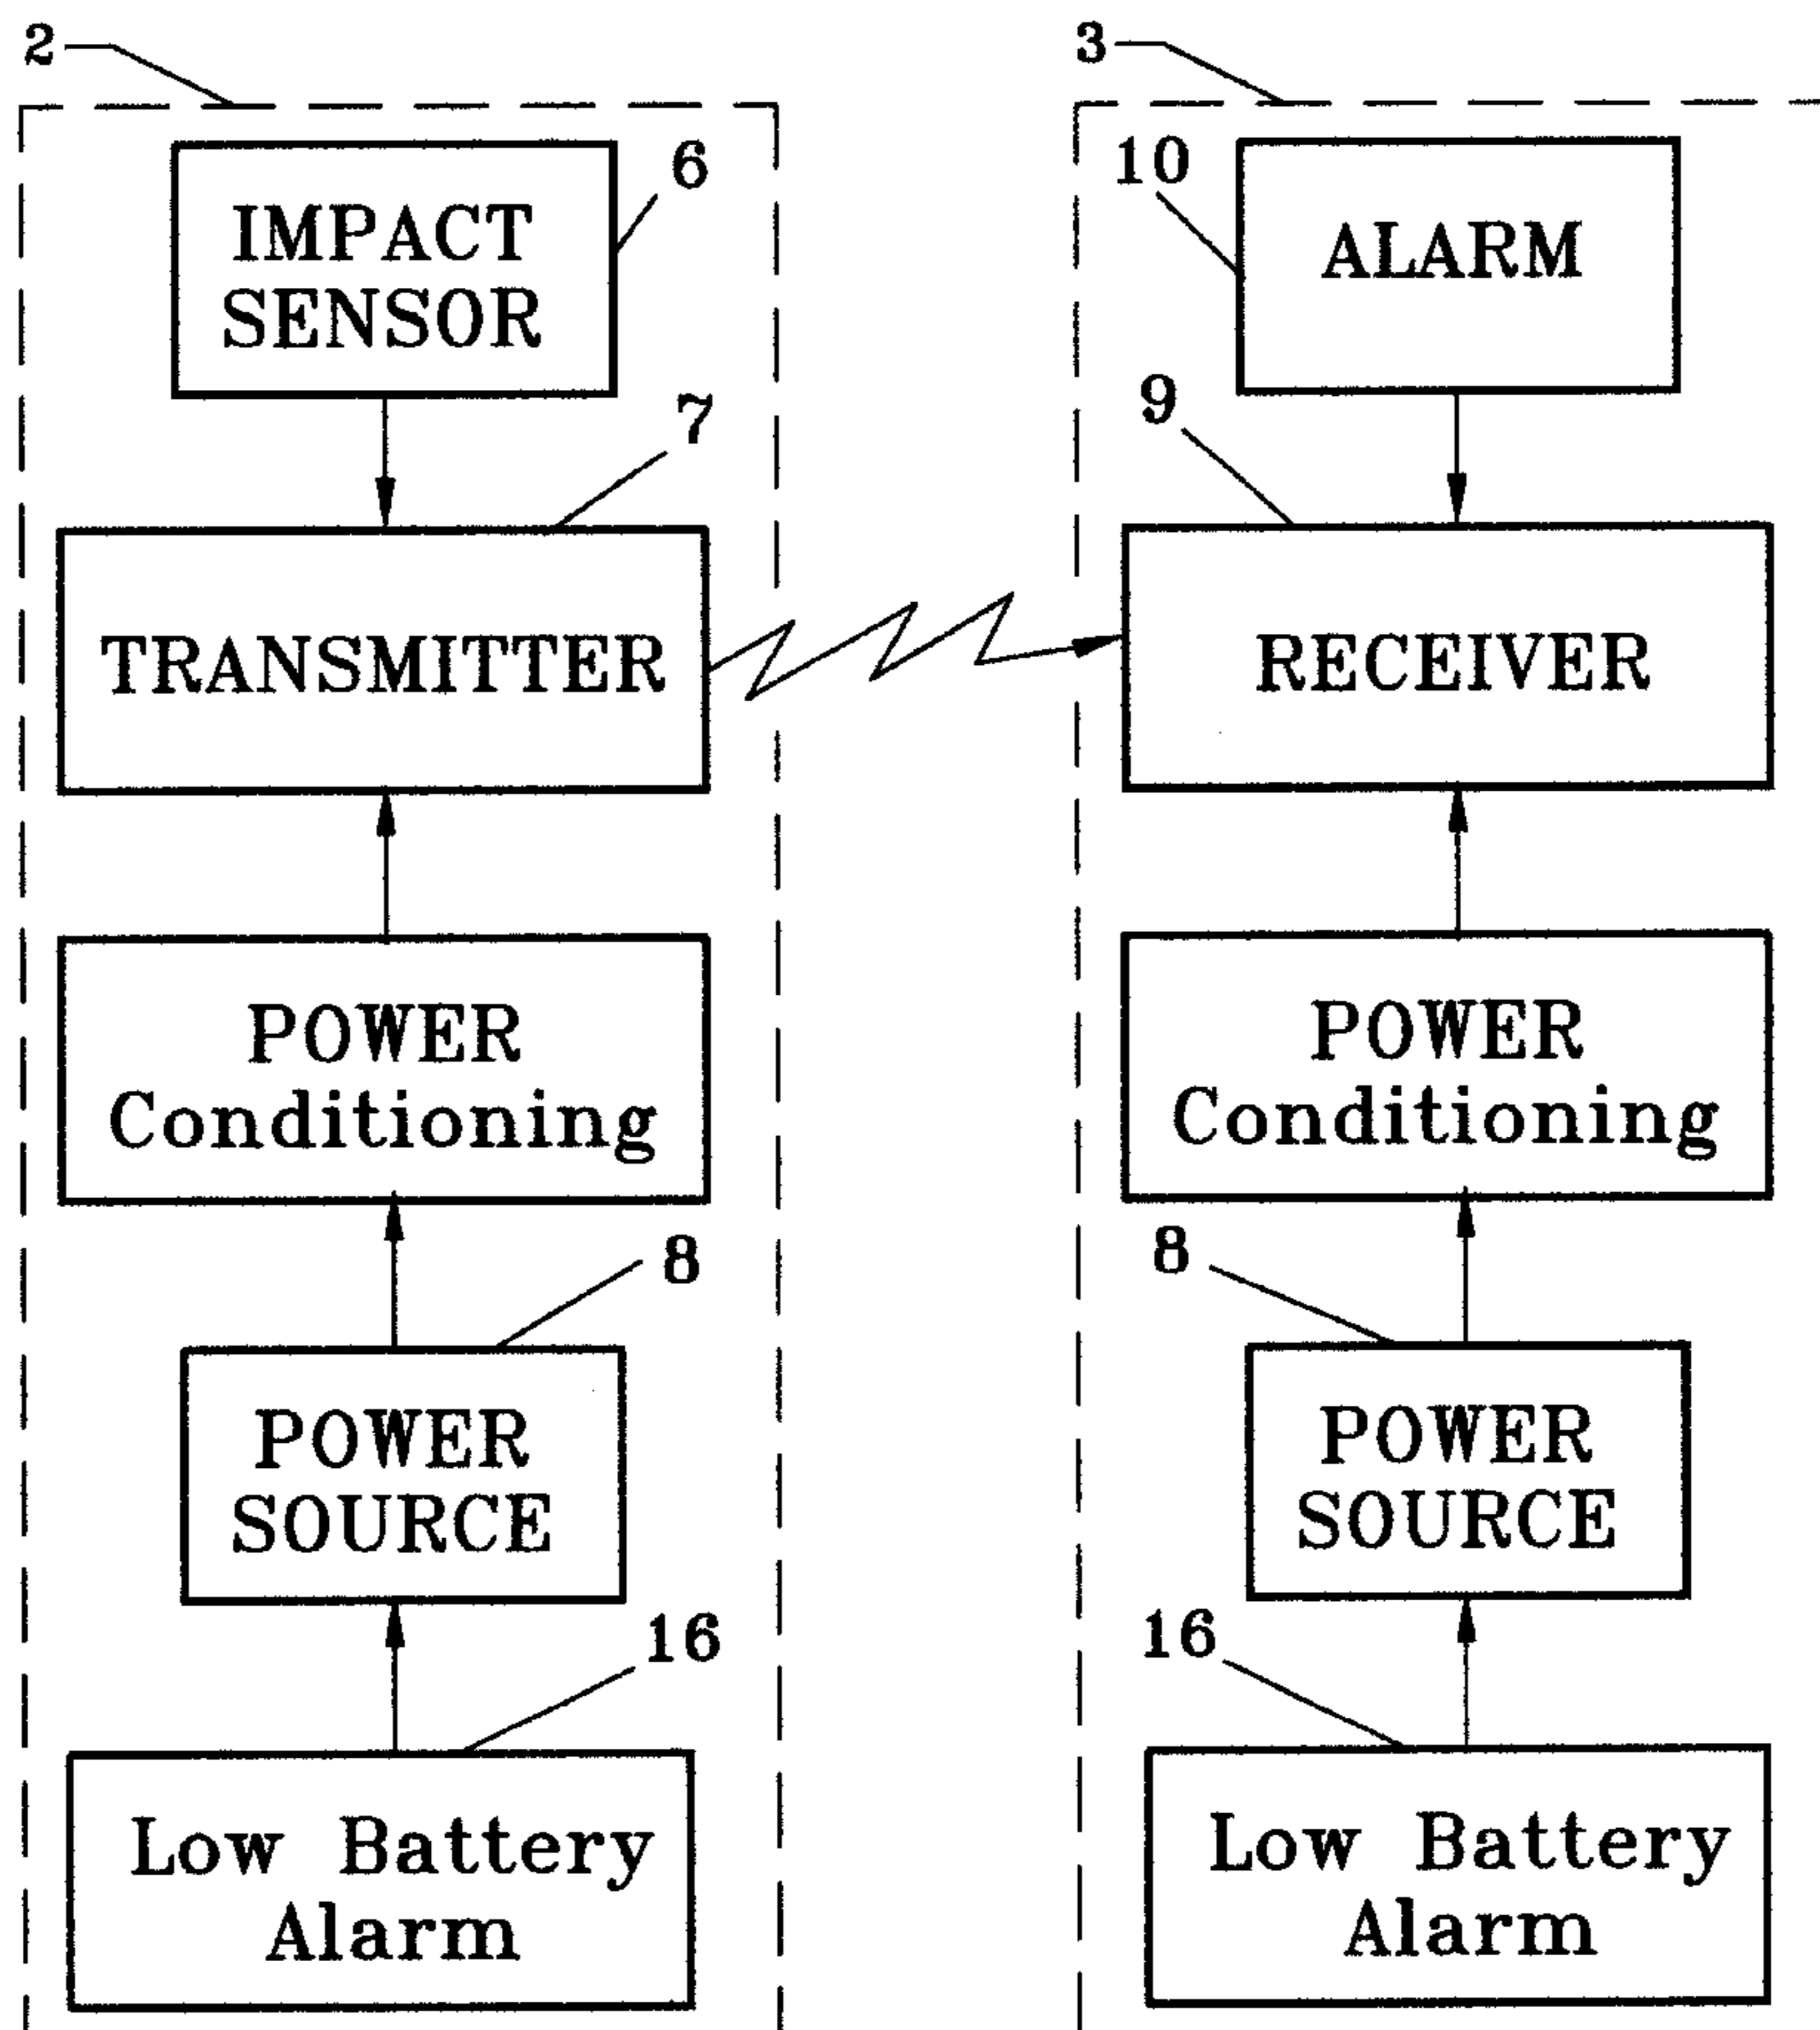 2
6
IMPACT
SENSOR
7
TRANSMITTER
POWER
Conditioning
8
POWER
SOURCE
16
Low Battery
Alarm
3
10
ALARM
9
RECEIVER
POWER
Conditioning
8
POWER
SOURCE
16
Low Battery
Alarm